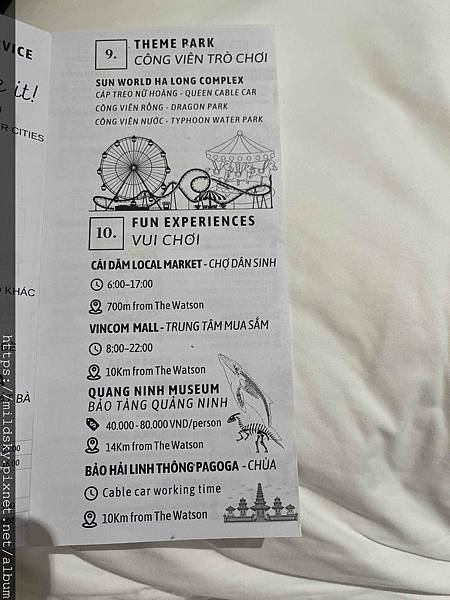 VICE
it!
R CITIES
KHÁC
BÀ
9.
THEME PARK
CÔNG VIÊN TRÒ CHƠI
SUN WORLD HA LONG COMPLEX
CÁP TREO NỮ HOÀNG - QUEEN CABLE CAR
CÔNG VIÊN RỒNG - DRAGON PARK
CÔNG VIÊN NƯỚC - TYPHOON WATER PARK
10.
FUN EXPERIENCES
VUI CHƠI
CÁI DĂM LOCAL MARKET - CHỢ DÂN SINH
6:00-17:00
700m from The Watson
VINCOM MALL - TRUNG TÂM MUA SẮM
8:00-22:00
10Km from The Watson
QUANG NINH MUSEUM
BẢO TÀNG QUẢNG NINH
40.000 - 80.000 VND/person
14Km from The Watson
BẢO HẢI LINH THÔNG PAGOGA - CHÙA
Cable car working time
10Km from The Watson
https://mildsky.pixnet.net/album